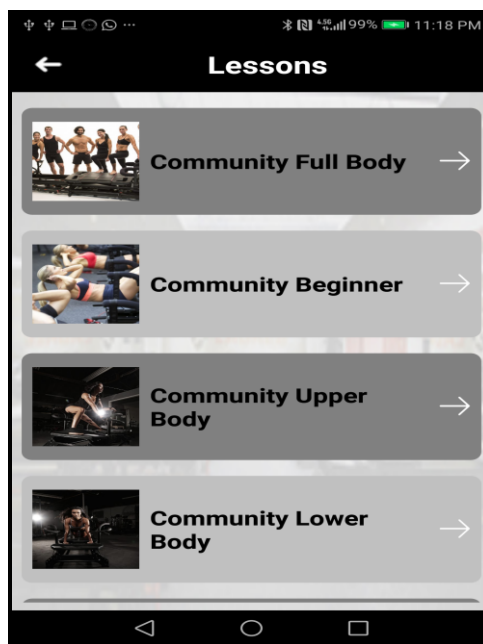 99% 11:18 PM
Lessons
Community Full Body
Community Beginner
Community Upper
Body
Community Lower
Body